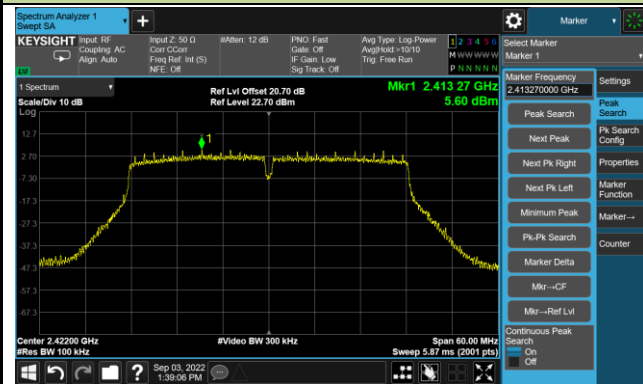 Spectrum Analyzer 1
Swept SA
Marker
KEYSIGHT
Input: RF
Coupling: AC
Align: Auto
Input Z: 50 Ω
Corr CCorr
Freq Ref: Int (S)
NFE: Off
#Atten: 12 dB
PNO: Fast
Gate: Off
IF Gain: Low
Sig Track: Off
Avg Type: Log-Power
Avg|Hold:>10/10
Trig: Free Run
1 2 3 4 5 6
M W W W W W
P N N N N N
LW
Select Marker
Marker 1
1 Spectrum
Scale/Div 10 dB
Log
Ref Lvl Offset 20.70 dB
Ref Level 22.70 dBm
Mkr1 2.413 27 GHz
5.60 dBm
12.7
2.70
-7.30
-17.3
-27.3
-37.3
-47.3
-57.3
-67.3
1
Center 2.42200 GHz
#Res BW 100 kHz
#Video BW 300 kHz
Span 60.00 MHz
Sweep 5.87 ms (2001 pts)
Marker Frequency
2.413270000 GHz
Peak Search
Next Peak
Next Pk Right
Next Pk Left
Minimum Peak
Pk-Pk Search
Marker Delta
Mkr→CF
Mkr→Ref Lvl
Continuous Peak
Search
On
Off
Settings
Peak
Search
Pk Search
Config
Properties
Marker
Function
Marker→
Counter
Sep 03, 2022
1:39:06 PM